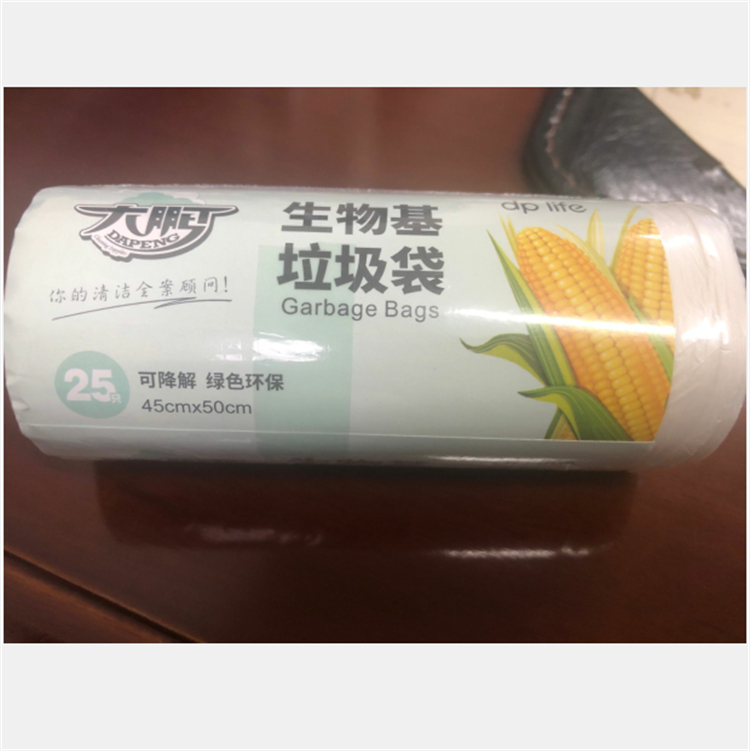 大鹏
DAPENG
你的清洁全案顾问!
生物基
垃圾袋
Garbage Bags
dp life
25只
可降解 绿色环保
45cmx50cm